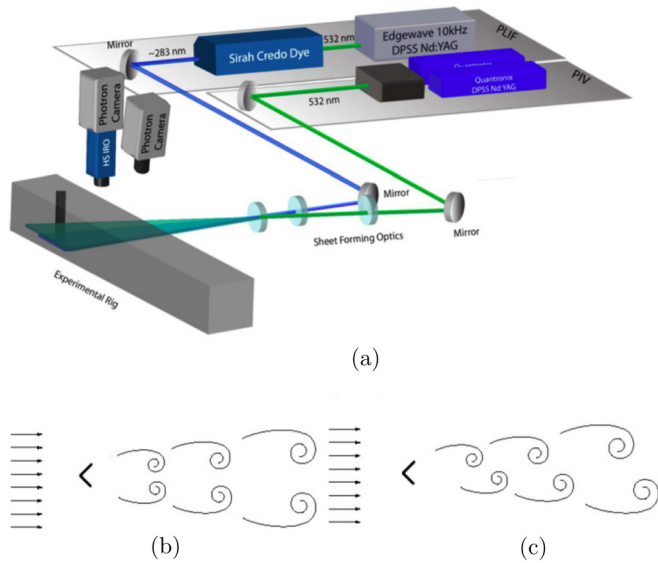 Mirror
~283 nm
Sirah Credo Dye
532 nm
Edgewave 10kHz
DPSS Nd:YAG
PLIF
Quantronix
Quantronix
DPSS Nd YAG
PIV
532 nm
Photron
Camera
HS IRO
Photron
Camera
Mirror
Mirror
Sheet Forming Optics
Experimental Rig
(a)
(b)
(c)